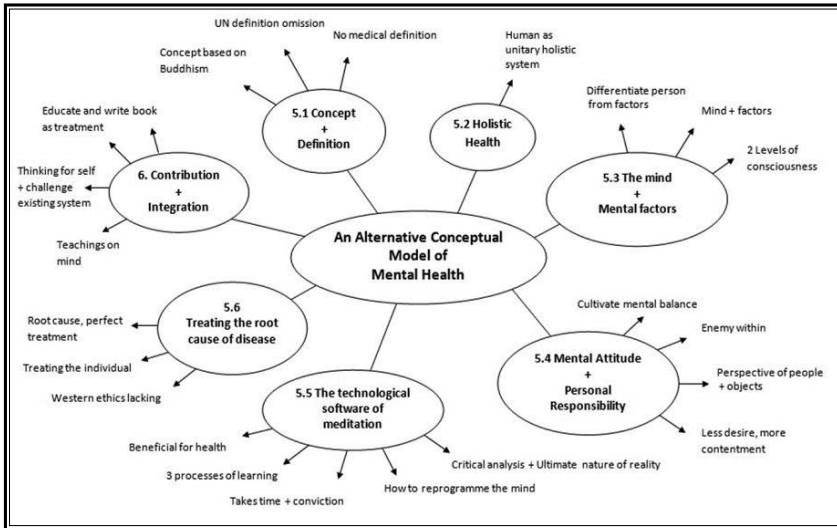 UN definition omission
No medical definition
Concept based on
Buddhism
5.1 Concept
+
Definition
Human as
unitary holistic
system
5.2 Holistic
Health
Differentiate person
from factors
Mind + factors
2 Levels of
consciousness
5.3 The mind
+
Mental factors
Educate and write book
as treatment
Thinking for self
+ challenge
existing system
Teachings on
mind
6. Contribution
+
Integration
An Alternative Conceptual
Model of
Mental Health
5.6
Treating the root
cause of disease
Root cause, perfect
treatment
Treating the individual
Western ethics lacking
5.5 The technological
software of
meditation
Beneficial for health
3 processes of learning
Takes time + conviction
How to reprogramme the mind
Critical analysis + Ultimate nature of reality
5.4 Mental Attitude
+
Personal
Responsibility
Cultivate mental balance
Enemy within
Perspective of people
+ objects
Less desire, more
contentment